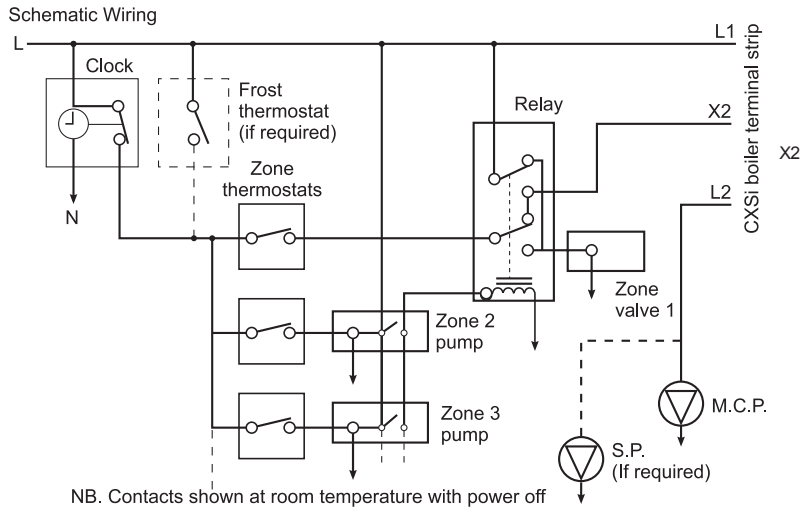 Schematic Wiring
L
L1
Clock
Frost
thermostat
(if required)
Relay
X2
CXSi boiler terminal strip
X2
Zone
thermostats
L2
N
Zone
valve 1
Zone 2
pump
Zone 3
pump
M.C.P.
S.P.
(If required)
NB. Contacts shown at room temperature with power off